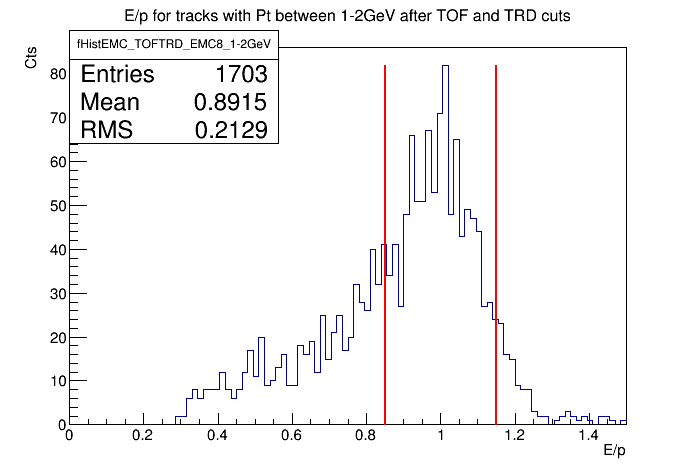 E/p for tracks with Pt between 1-2GeV after TOF and TRD cuts
fHistEMC_TOFTRD_EMC8_1-2GeV
Entries 1703
Mean 0.8915
RMS 0.2129
Cts
80
70
60
50
40
30
20
10
0
0 0.2 0.4 0.6 0.8 1 1.2 1.4
E/p